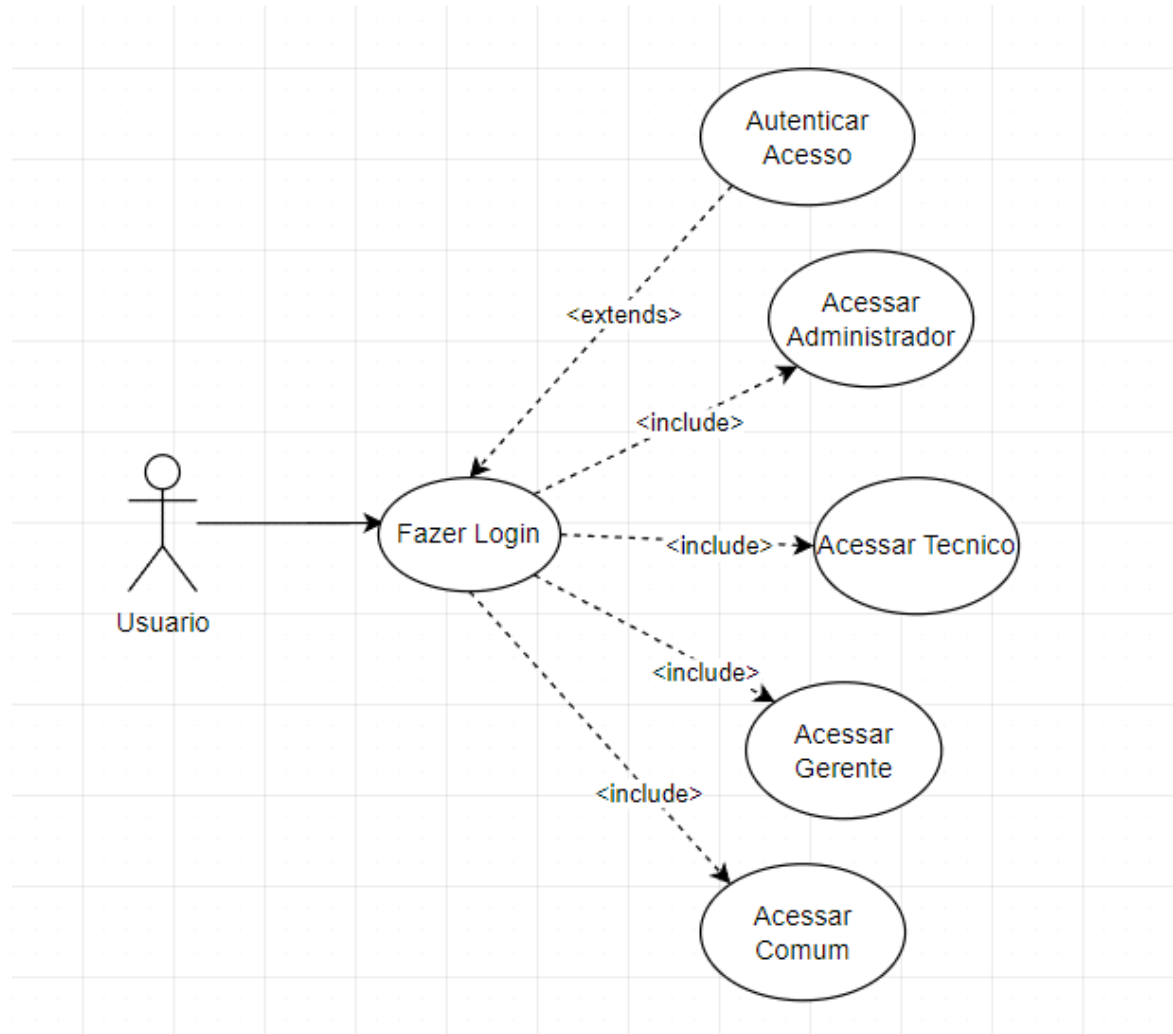 Autenticar
Acesso
<extends>
Acessar
Administrador
<include>
Fazer Login
<include>
Acessar Tecnico
Usuario
<include>
Acessar
Gerente
<include>
Acessar
Comum